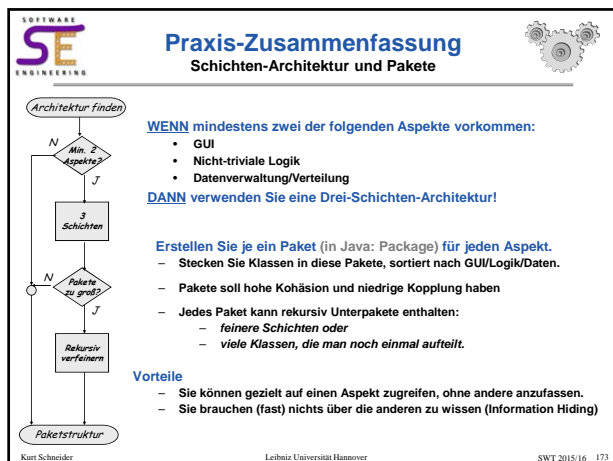 SOFTWARE
SE
ENGINEERING
Praxis-Zusammenfassung
Schichten-Architektur und Pakete
Architektur finden
N
Min. 2
Aspekte?
J
3
Schichten
N
Pakete
zu groß?
J
Rekursiv
verfeinern
Paketstruktur
WENN mindestens zwei der folgenden Aspekte vorkommen:
• GUI
• Nicht-triviale Logik
• Datenverwaltung/Verteilung
DANN verwenden Sie eine Drei-Schichten-Architektur!
Erstellen Sie je ein Paket (in Java: Package) für jeden Aspekt.
– Stecken Sie Klassen in diese Pakete, sortiert nach GUI/Logik/Daten.
– Pakete soll hohe Kohäsion und niedrige Kopplung haben
– Jedes Paket kann rekursiv Unterpakete enthalten:
– feinere Schichten oder
– viele Klassen, die man noch einmal aufteilt.
Vorteile
– Sie können gezielt auf einen Aspekt zugreifen, ohne andere anzufassen.
– Sie brauchen (fast) nichts über die anderen zu wissen (Information Hiding)
Kurt Schneider Leibniz Universität Hannover SWT 2015/16 173